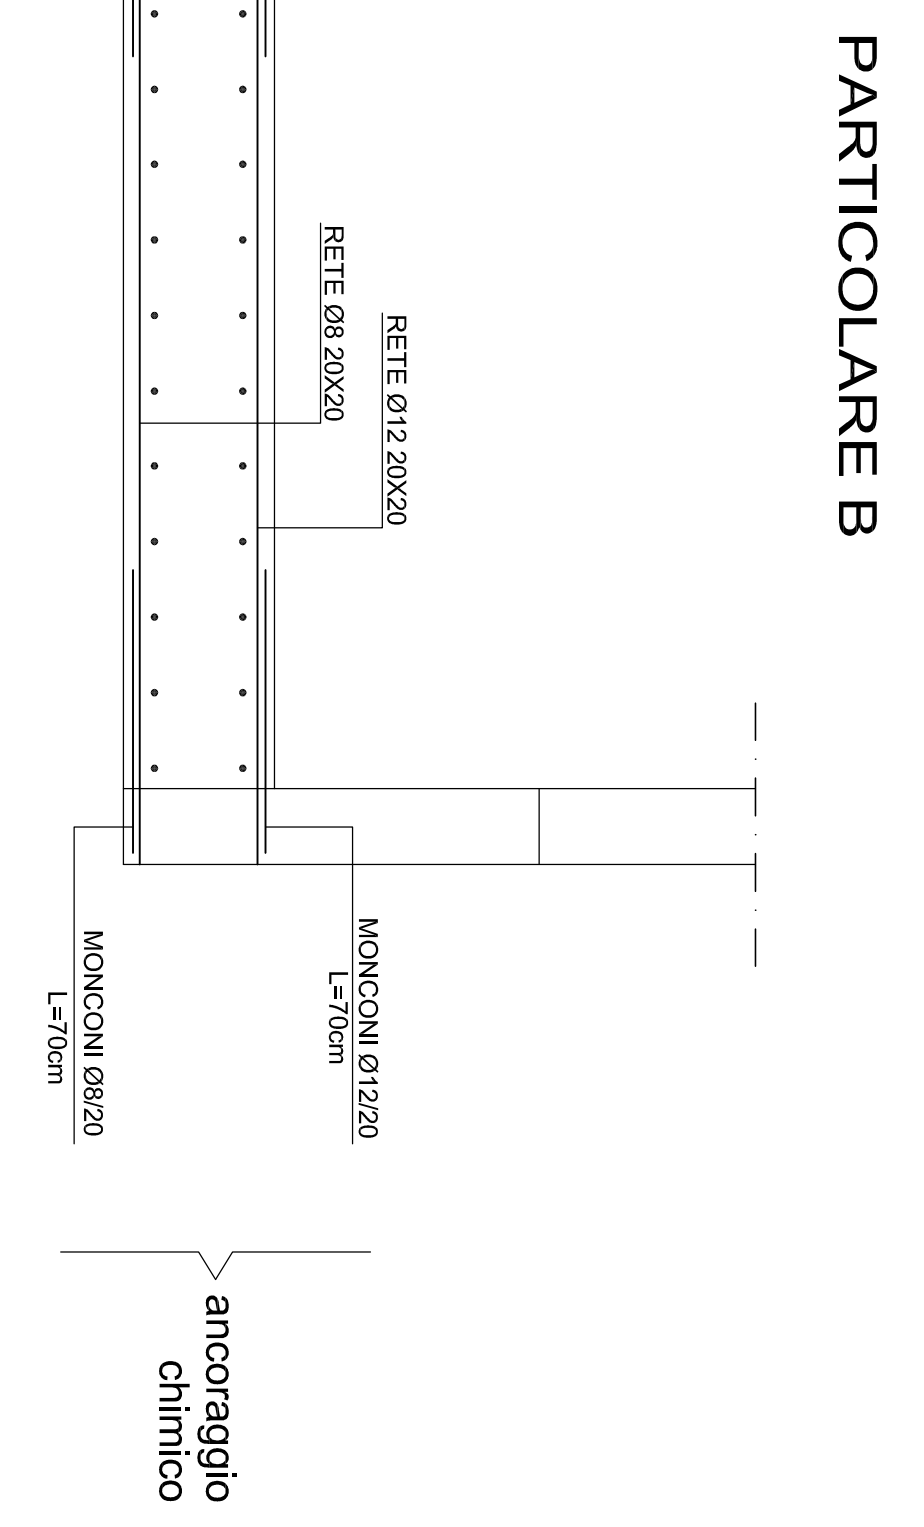 PARTICOLARE B
RETE Ø8 20X20
RETE Ø12 20X20
MONCONI Ø12/20
L=70cm
MONCONI Ø8/20
L=70cm
ancoraggio
chimico